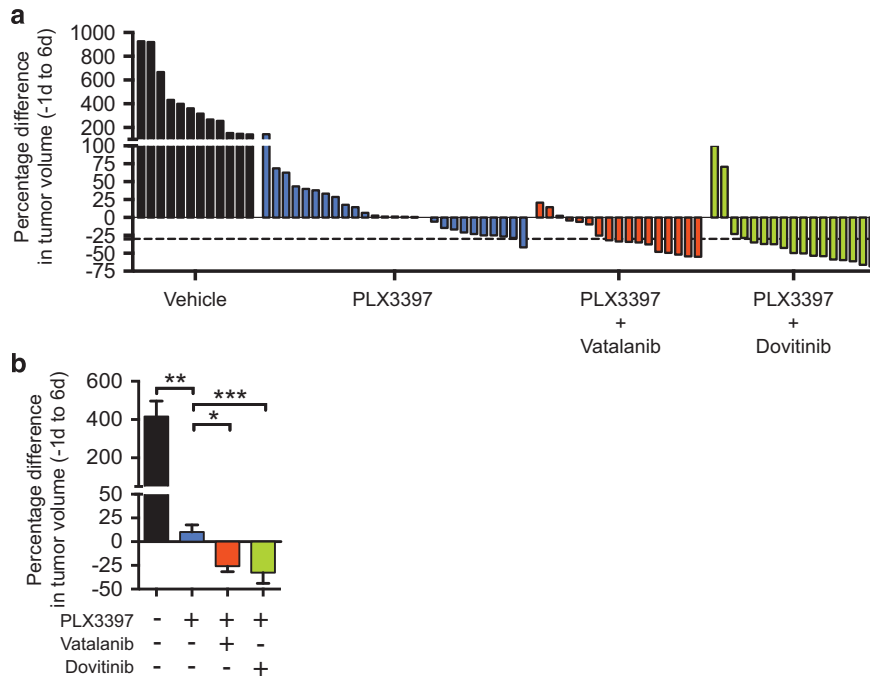 a
Percentage difference
in tumor volume (-1d to 6d)
1000
800
600
400
200
100
75
50
25
0
-25
-50
-75
Vehicle
PLX3397
PLX3397
+
Vatalanib
PLX3397
+
Dovitinib
b
Percentage difference
in tumor volume (-1d to 6d)
600
400
200
50
25
0
-25
-50
**
***
*
PLX3397 - + + +
Vatalanib - - + -
Dovitinib - - - +